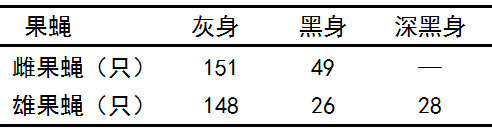 果蝇 灰身 黑身 深黑身
雌果蝇（只） 151 49 —
雄果蝇（只） 148 26 28